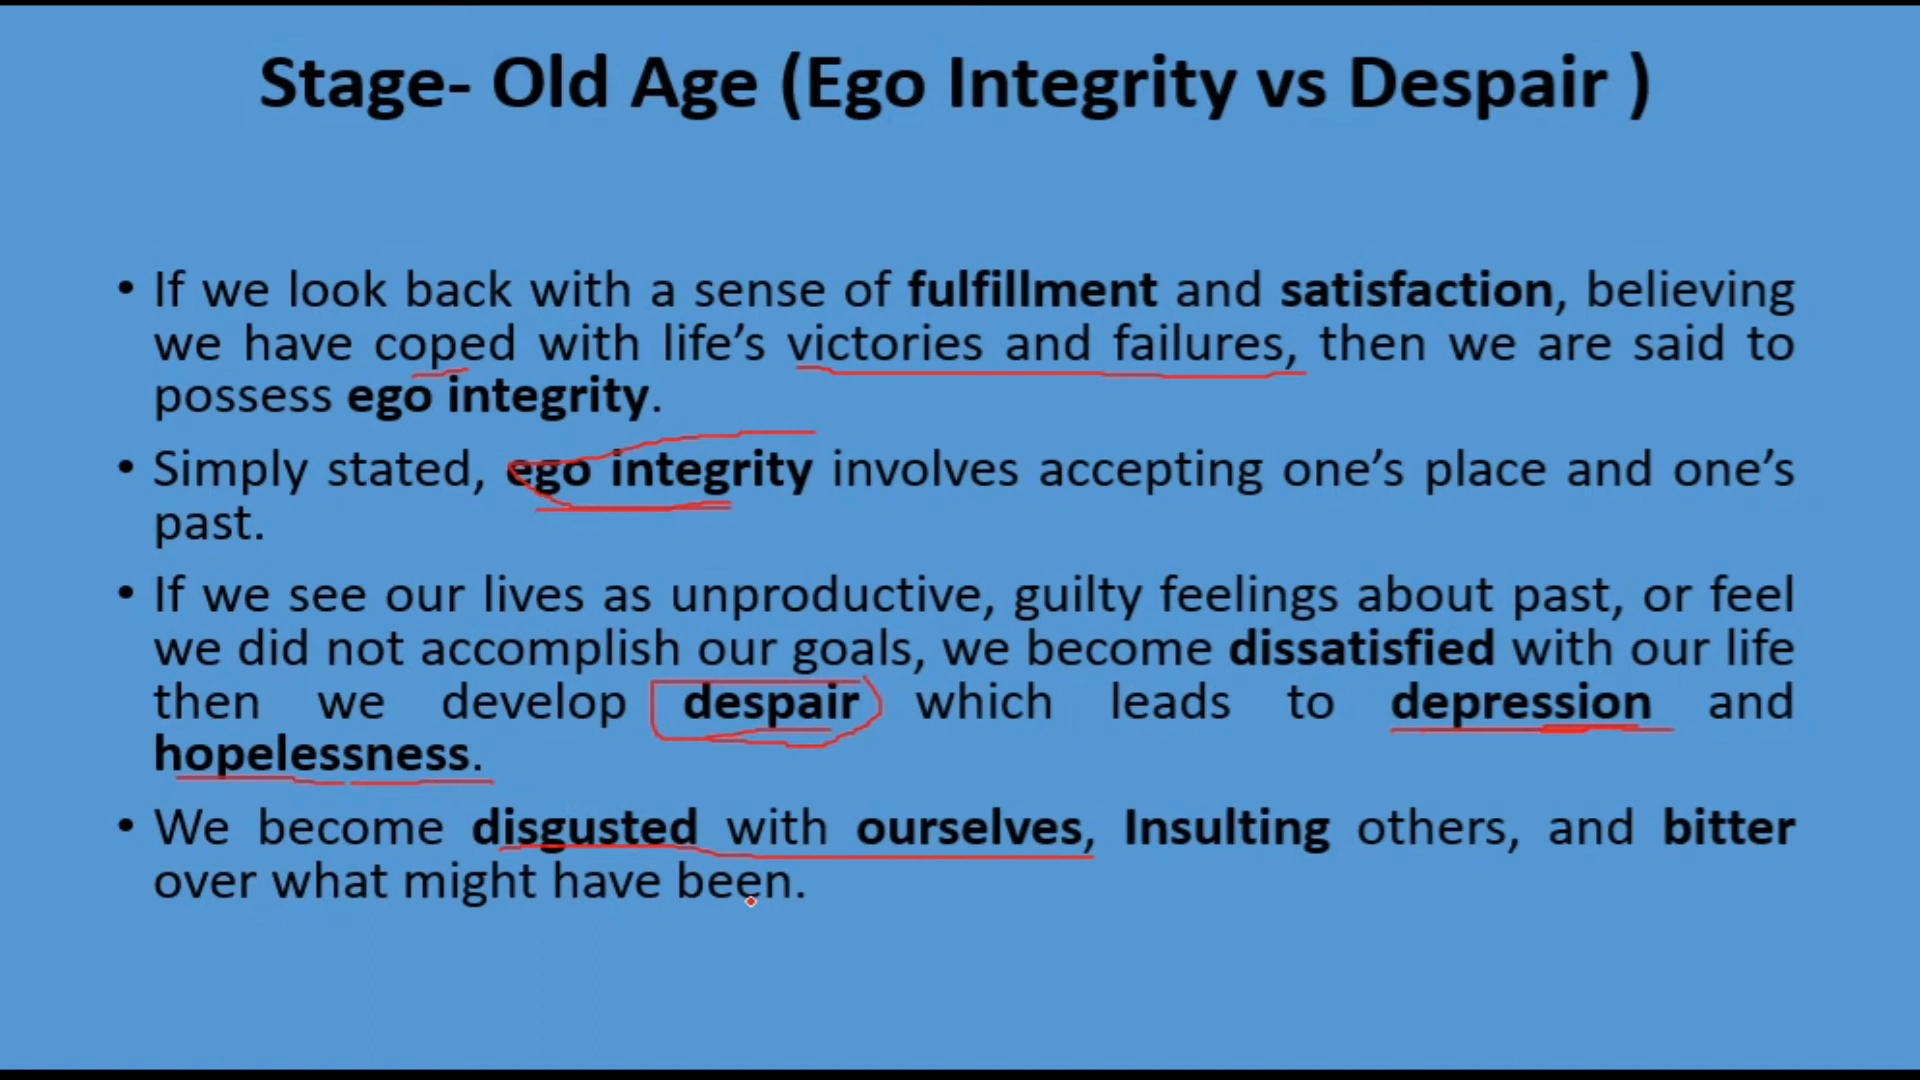 Stage- Old Age (Ego Integrity vs Despair )
• If we look back with a sense of fulfillment and satisfaction, believing
we have coped with life’s victories and failures, then we are said to
possess ego integrity.
• Simply stated, ego integrity involves accepting one’s place and one’s
past.
• If we see our lives as unproductive, guilty feelings about past, or feel
we did not accomplish our goals, we become dissatisfied with our life
then we develop despair which leads to depression and
hopelessness.
• We become disgusted with ourselves, Insulting others, and bitter
over what might have been.